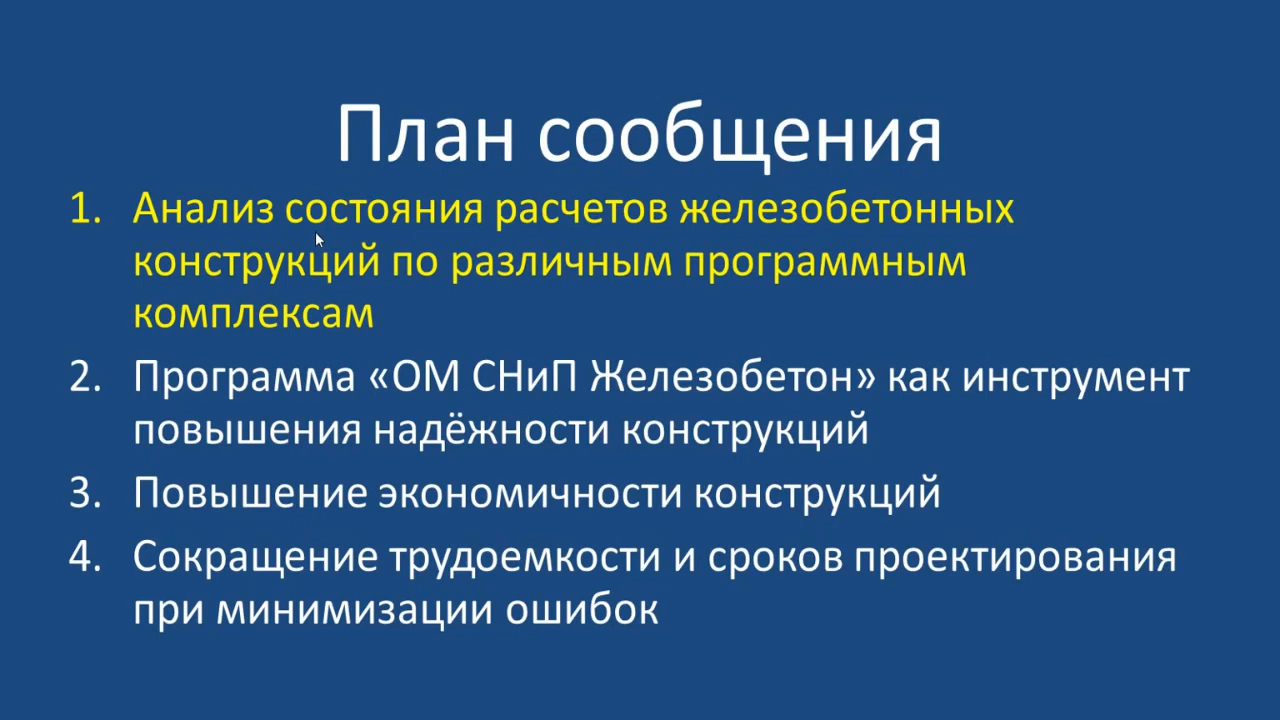 План сообщения
1. Анализ состояния расчетов железобетонных
конструкций по различным программным
комплексам
2. Программа «ОМ СНиП Железобетон» как инструмент
повышения надёжности конструкций
3. Повышение экономичности конструкций
4. Сокращение трудоемкости и сроков проектирования
при минимизации ошибок